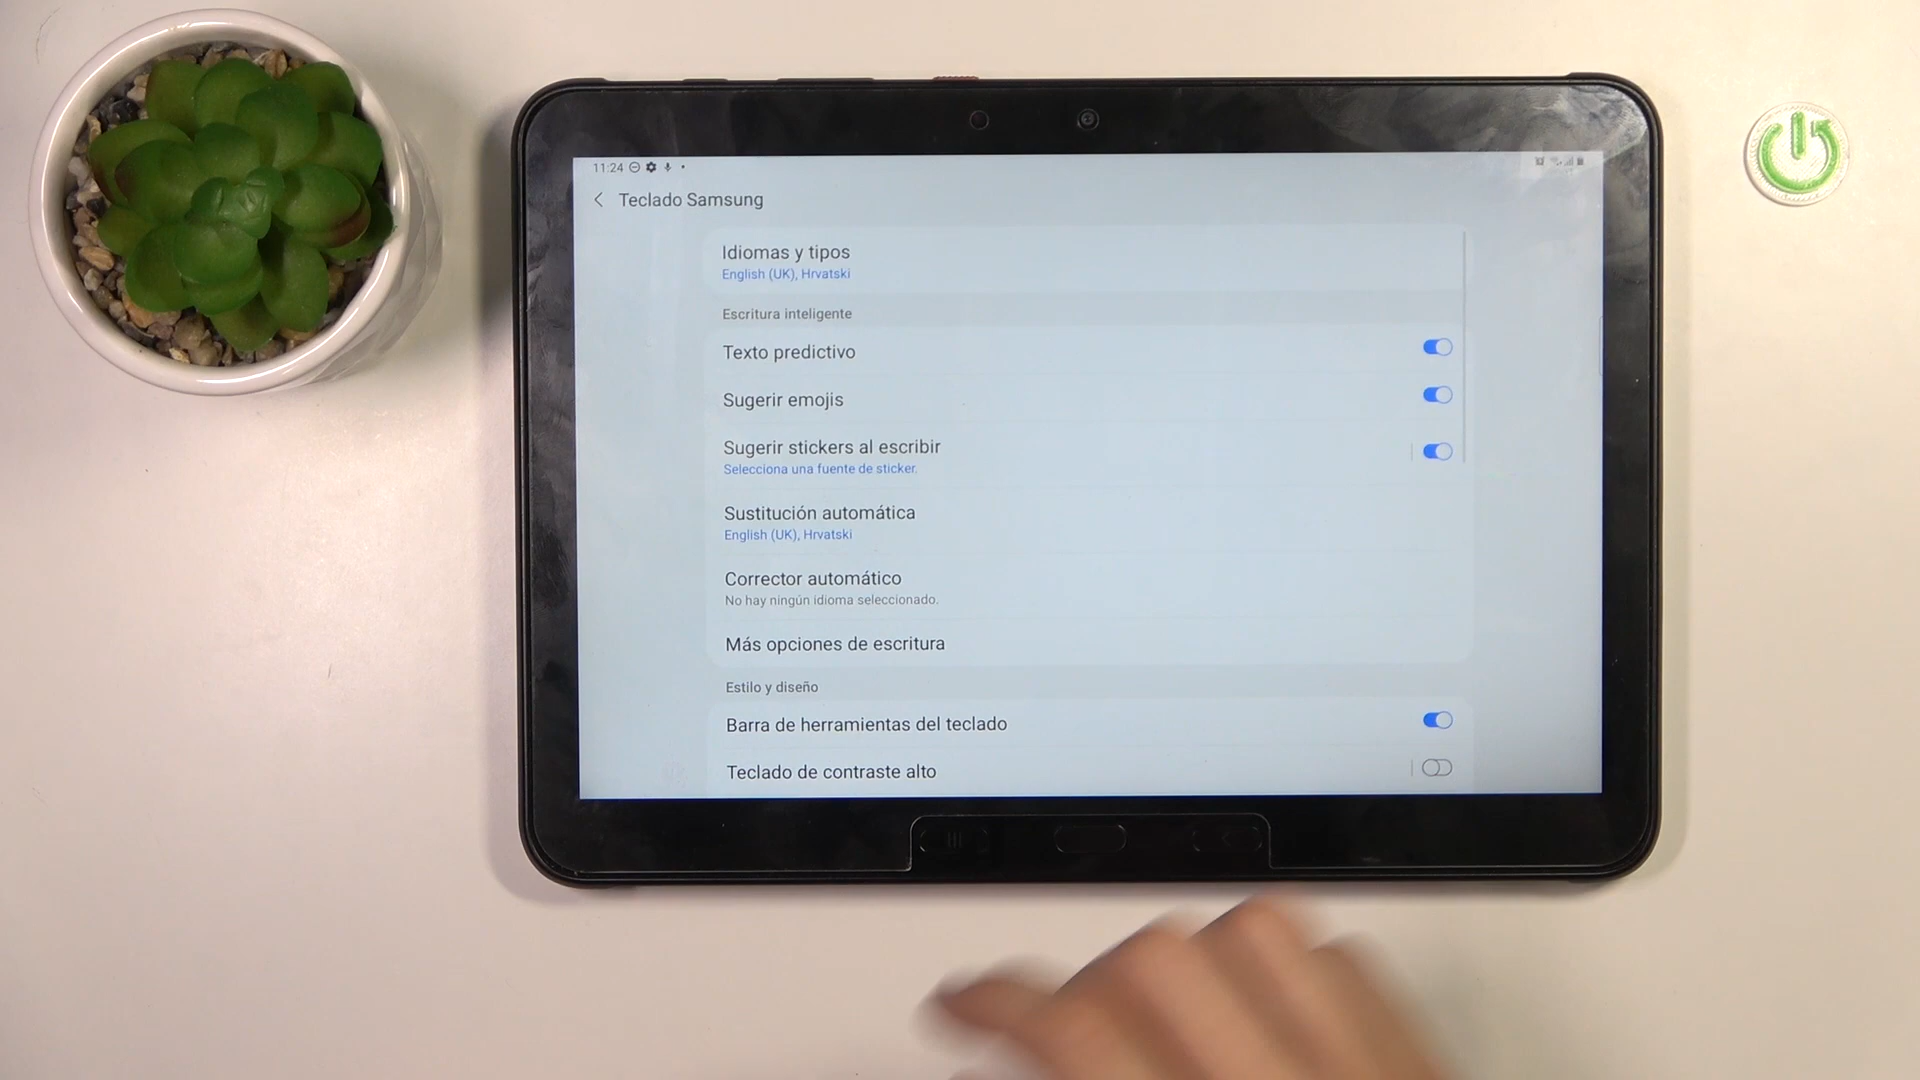 11:24
Teclado Samsung
Idiomas y tipos
English (UK), Hrvatski
Escritura inteligente
Texto predictivo
Sugerir emojis
Sugerir stickers al escribir
Selecciona una fuente de sticker.
Sustitución automática
English (UK), Hrvatski
Corrector automático
No hay ningún idioma seleccionado.
Más opciones de escritura
Estilo y diseño
Barra de herramientas del teclado
Teclado de contraste alto